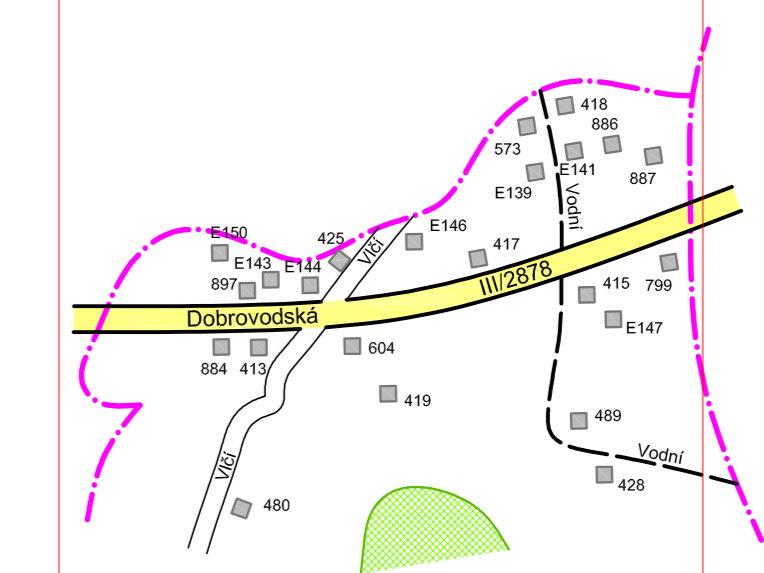 418
886
573
E141
887
E139
Vodní
E150
425
Vlčí
E146
417
E143
E144
897
III/2878
799
415
Dobrovodská
E147
884
413
604
419
489
Vodní
Vlčí
428
480